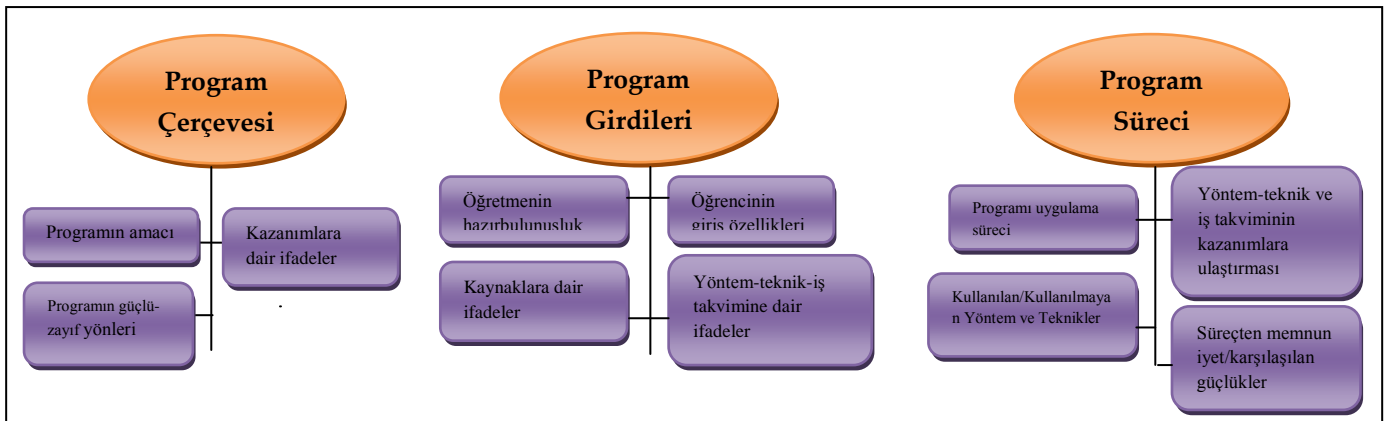 Program
Çerçevesi
Programın amacı
Kazanımlara
dair ifadeler
Programın güçlü-
zayıf yönleri
.
Program
Girdileri
Öğretmenin
hazırbulunuşluk
Öğrencinin
giriş özellikleri
Kaynaklara dair
ifadeler
Yöntem-teknik-iş
takvimine dair
ifadeler
Program
Süreci
Programı uygulama
süreci
Yöntem-teknik ve
iş takviminin
kazanımlara
ulaştırması
Kullanılan/Kullanılmaya
n Yöntem ve Teknikler
Süreçten memnun
iyet/karşılaşılan
güçlükler